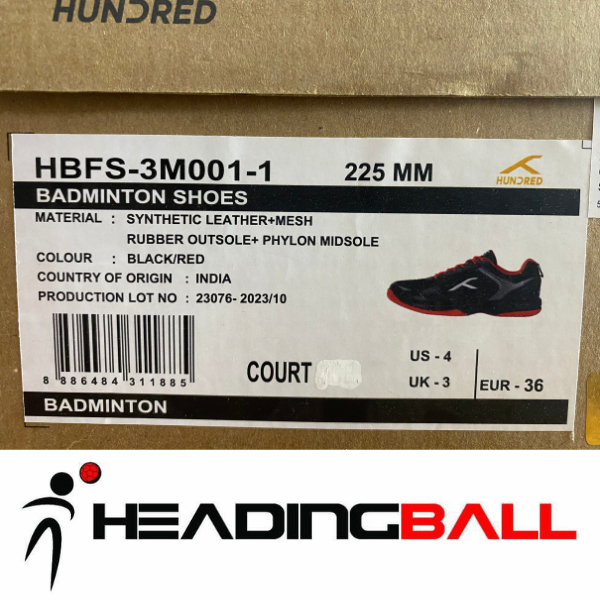 HUNDRED
HBFS-3M001-1 225 MM
HUNDRED
BADMINTON SHOES
MATERIAL : SYNTHETIC LEATHER+MESH
RUBBER OUTSOLE+ PHYLON MIDSOLE
COLOUR : BLACK/RED
COUNTRY OF ORIGIN : INDIA
PRODUCTION LOT NO : 23076- 2023/10
8 886484 311885
COURT
US - 4
UK - 3
EUR - 36
BADMINTON
HEADINGBALL